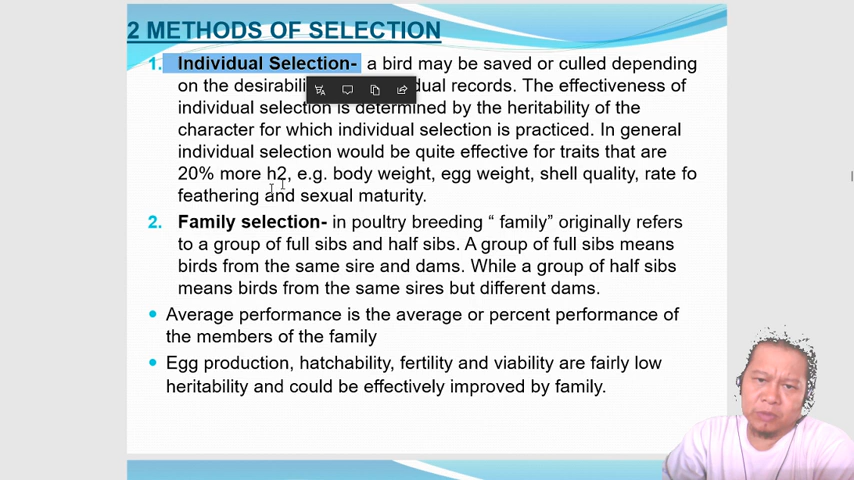 2 METHODS OF SELECTION
1. Individual Selection- a bird may be saved or culled depending
on the desirabili dual records. The effectiveness of
individual selection is determined by the heritability of the
character for which individual selection is practiced. In general
individual selection would be quite effective for traits that are
20% more h2, e.g. body weight, egg weight, shell quality, rate fo
feathering and sexual maturity.
2. Family selection- in poultry breeding “ family” originally refers
to a group of full sibs and half sibs. A group of full sibs means
birds from the same sire and dams. While a group of half sibs
means birds from the same sires but different dams.
• Average performance is the average or percent performance of
the members of the family
• Egg production, hatchability, fertility and viability are fairly low
heritability and could be effectively improved by family.